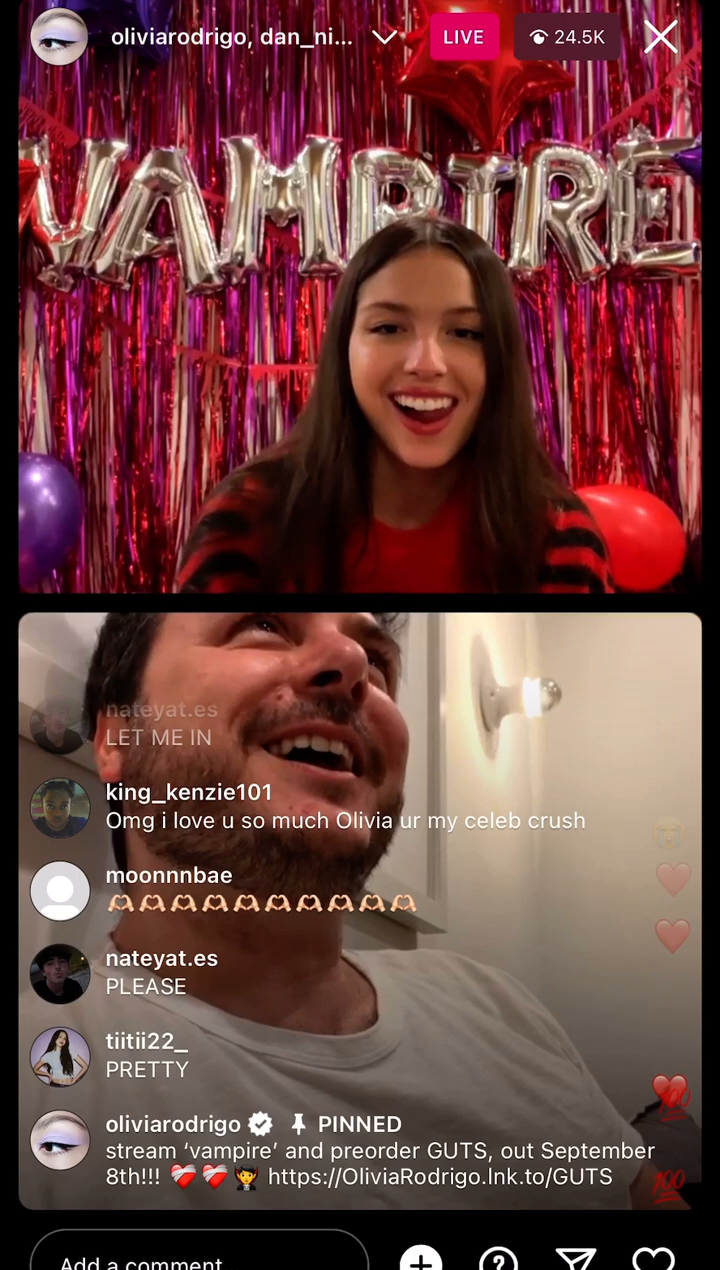 oliviarodrigo, dan_ni...
LIVE
24.5K
VAMPIRE
nateyat.es
LET ME IN
king_kenzie101
Omg i love u so much Olivia ur my celeb crush
moonnnbae
🫶🏻🫶🏻🫶🏻🫶🏻🫶🏻🫶🏻🫶🏻🫶🏻🫶🏻🫶🏻
nateyat.es
PLEASE
tiitii22_
PRETTY
oliviarodrigo PINNED
stream ‘vampire’ and preorder GUTS, out September
8th!!! ❤️‍🩹❤️‍🩹🧛 https://OliviaRodrigo.lnk.to/GUTS
💯
💯
Add a comment